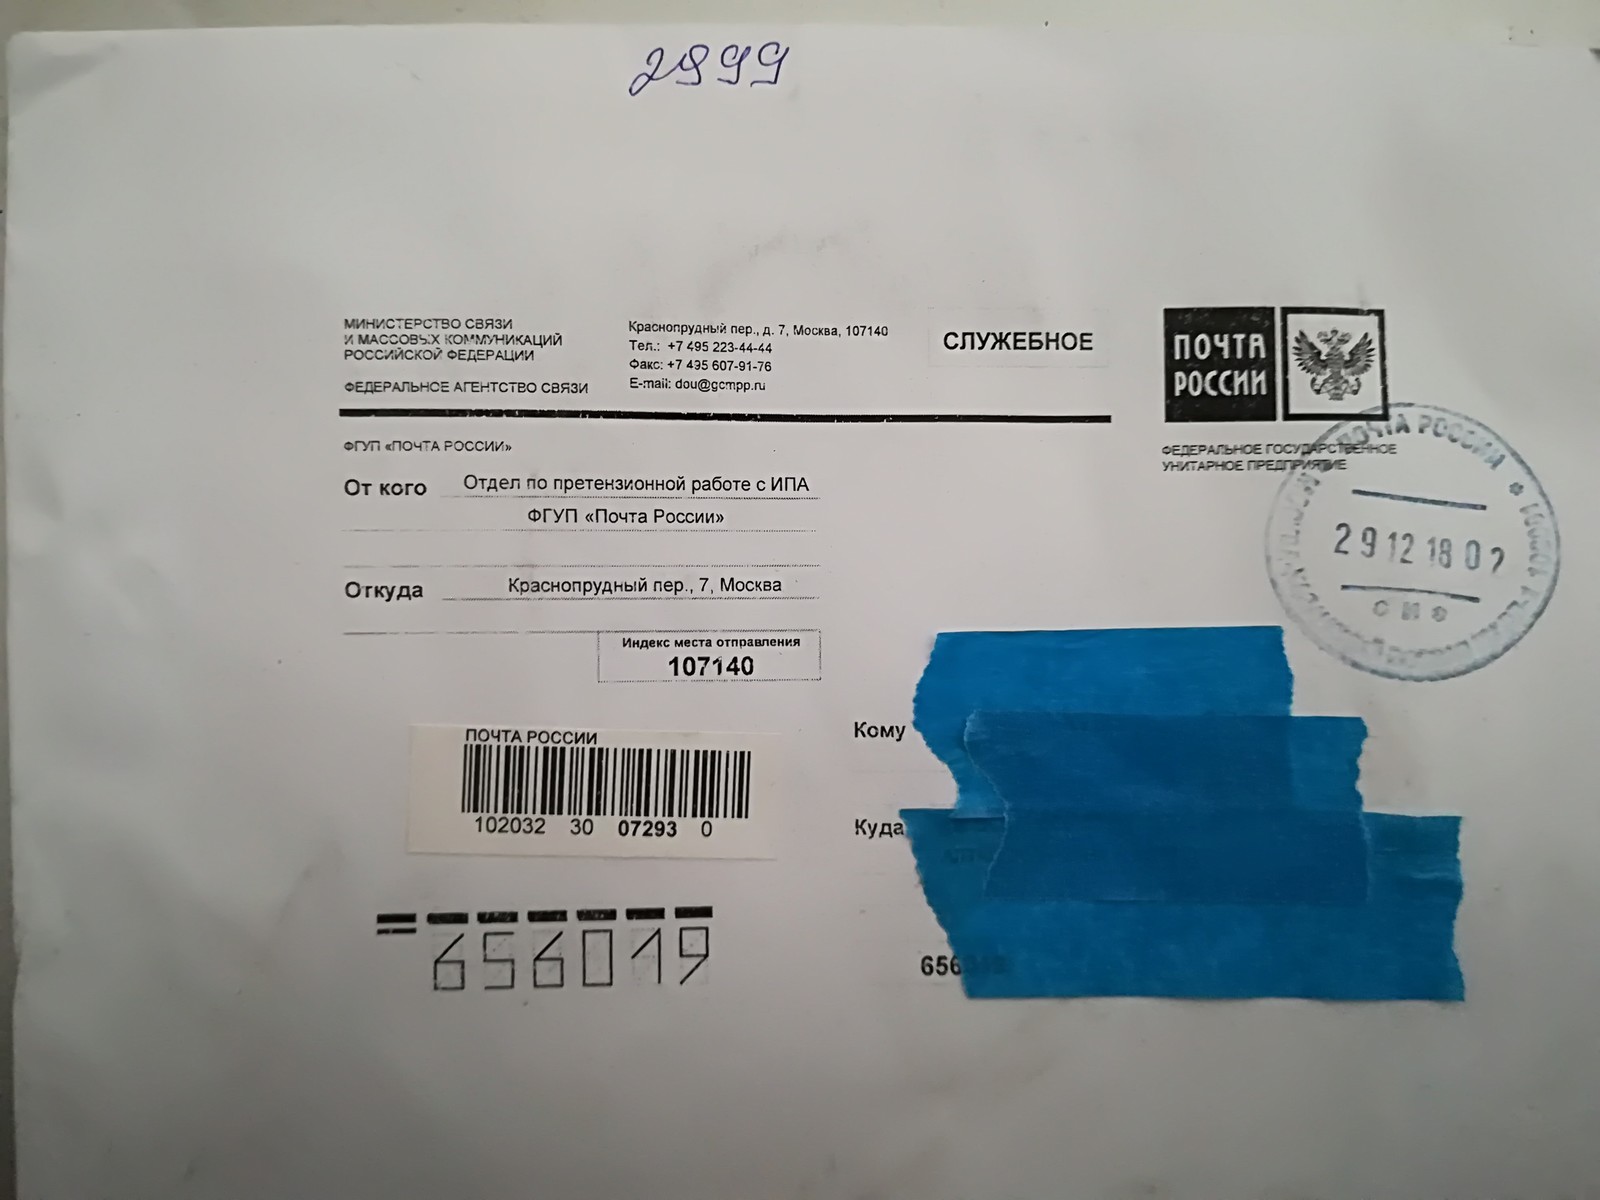 2999
МИНИСТЕРСТВО СВЯЗИ
И МАССОВЫХ КОММУНИКАЦИЙ
РОССИЙСКОЙ ФЕДЕРАЦИИ
ФЕДЕРАЛЬНОЕ АГЕНТСТВО СВЯЗИ
Краснопрудный пер., д. 7, Москва, 107140
Тел.: +7 495 223-44-44
Факс: +7 495 607-91-76
E-mail: dou@gcmpp.ru
СЛУЖЕБНОЕ
ПОЧТА
РОССИИ
ФЕДЕРАЛЬНОЕ ГОСУДАРСТВЕННОЕ
УНИТАРНОЕ ПРЕДПРИЯТИЕ
ПОЧТА РОССИИ
29 12 18 02
ФГУП «ПОЧТА РОССИИ»
От кого Отдел по претензионной работе с ИПА
ФГУП «Почта России»
Откуда Краснопрудный пер., 7, Москва
Индекс места отправления
107140
ПОЧТА РОССИИ
102032 30 07293 0
Кому
Куда
656019